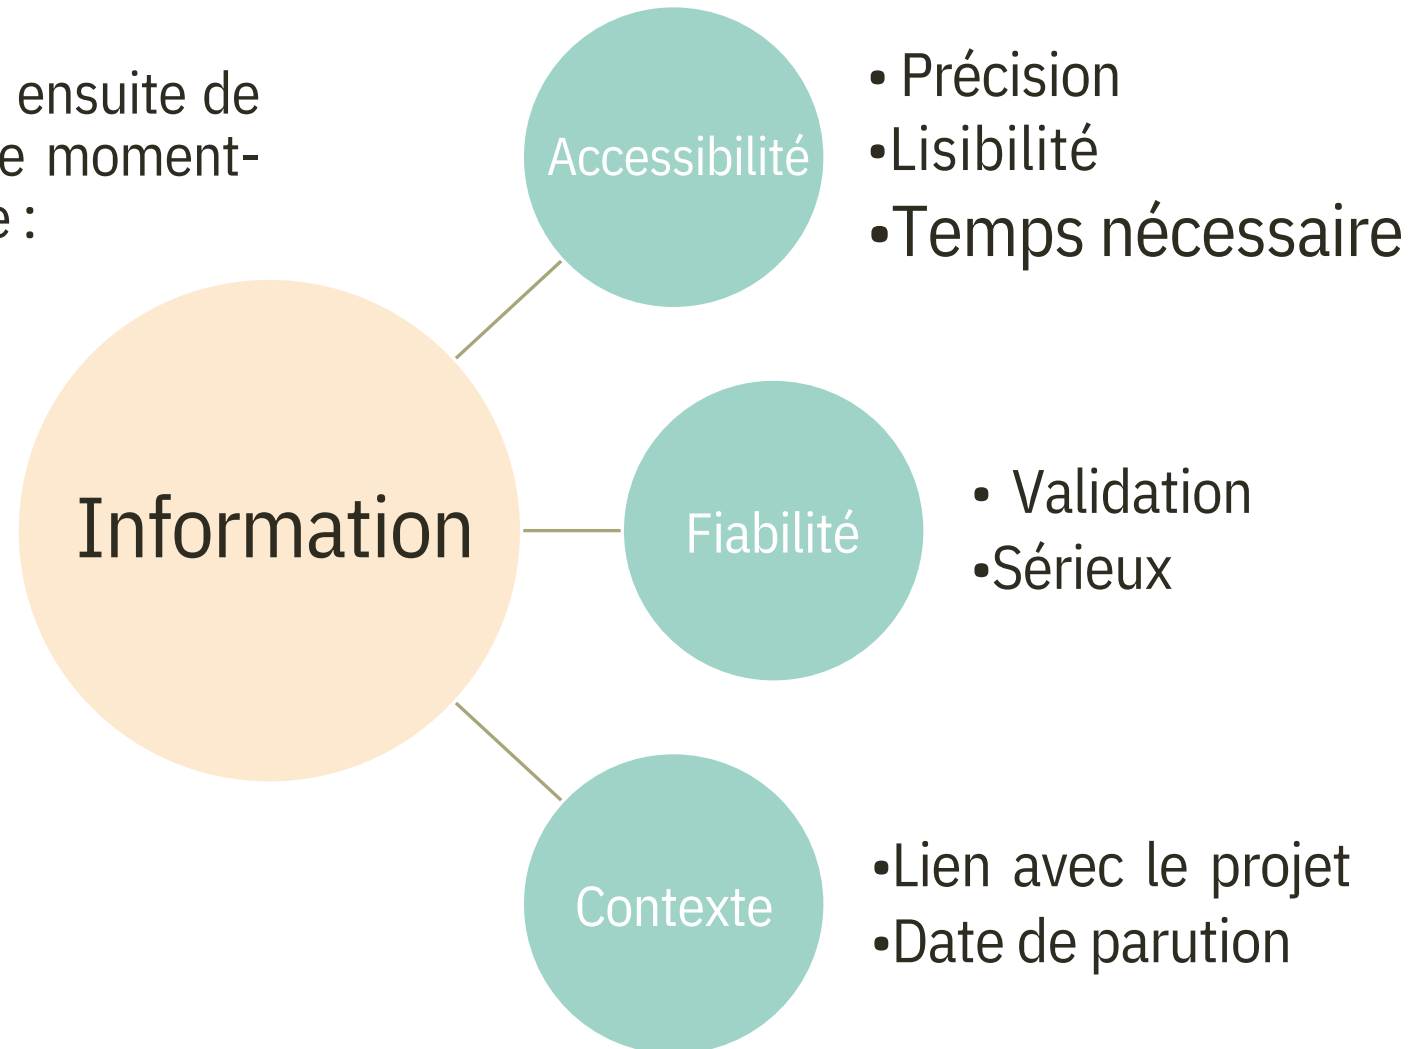 ensuite de
e moment-
e :
Accessibilité
• Précision
•Lisibilité
•Temps nécessaire
Information
Fiabilité
• Validation
•Sérieux
Contexte
•Lien avec le projet
•Date de parution